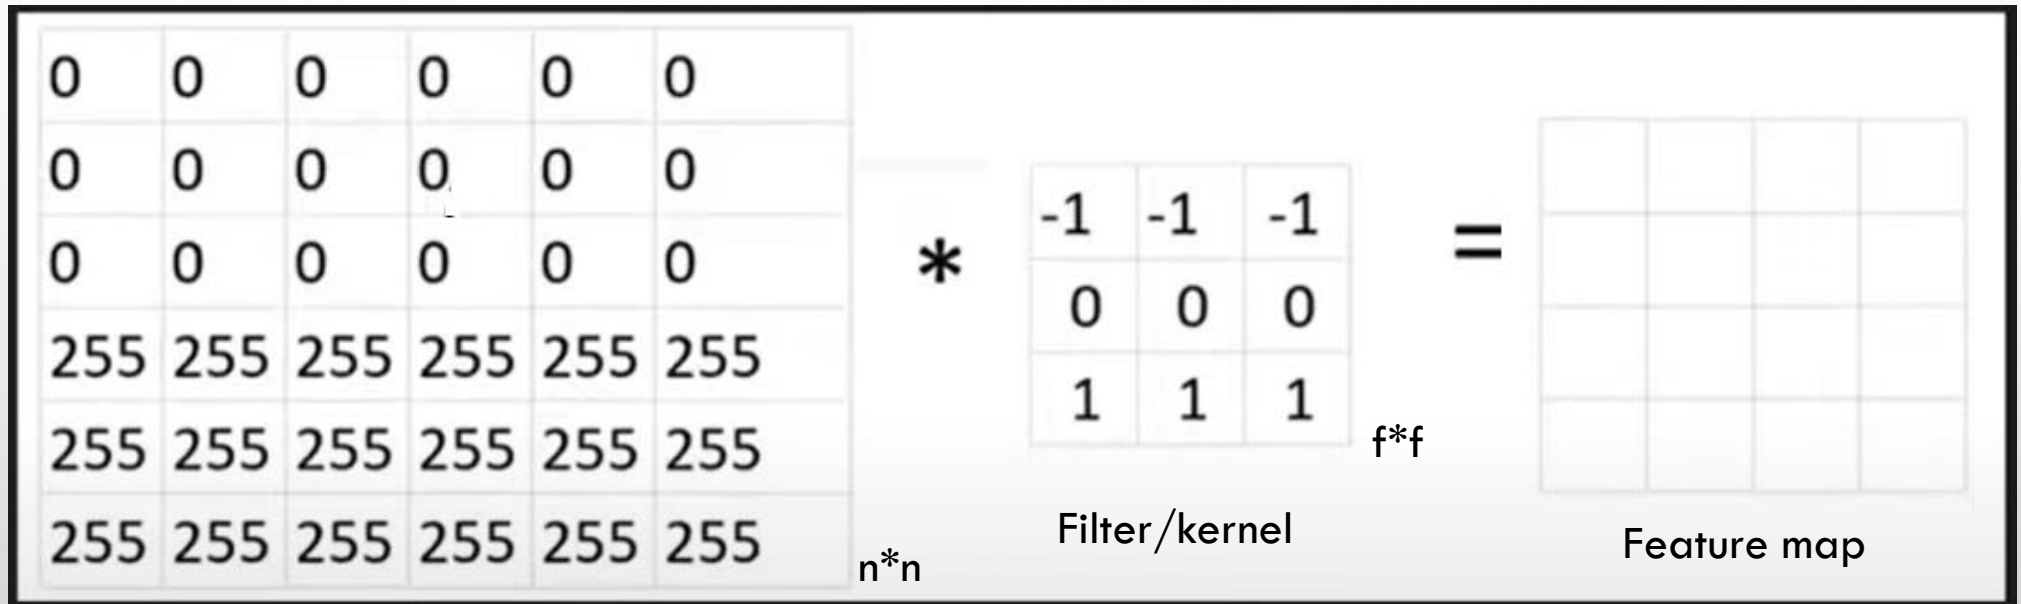 0 0 0 0 0 0
0 0 0 0 0 0
0 0 0 0 0 0
255 255 255 255 255 255
255 255 255 255 255 255
255 255 255 255 255 255
n*n
*
-1 -1 -1
0 0 0
1 1 1
f*f
Filter/kernel
=
Feature map